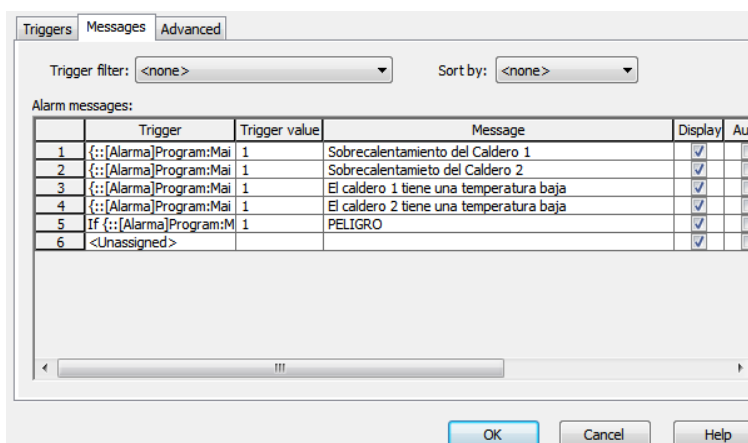 Triggers Messages Advanced
Trigger filter: <none> Sort by: <none>
Alarm messages:
Trigger Trigger value Message Display Au
1 {::[Alarma]Program:Mai 1 Sobrecalentamiento del Caldero 1
2 {::[Alarma]Program:Mai 1 Sobrecalentamieto del Caldero 2
3 {::[Alarma]Program:Mai 1 El caldero 1 tiene una temperatura baja
4 {::[Alarma]Program:Mai 1 El caldero 2 tiene una temperatura baja
5 If {::[Alarma]Program:M 1 PELIGRO
6 <Unassigned>
OK Cancel Help